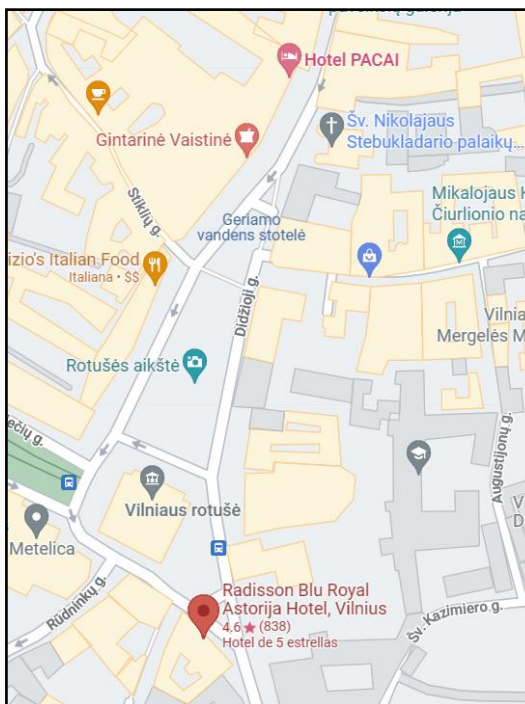 Hotel PACAI
Šv. Nikolajaus
Stebukladario palaikų...
Gintarinė Vaistinė
Mikalojaus K
Čiurlionio na
Stiklių g.
Geriamo
vandens stotelė
izio's Italian Food
Italiana • $$
Didžioji g.
Vilnia
Mergelės M
Rotušės aikštė
Augustijonų g.
Vilniaus rotušė
Metelica
Rūdninkų g.
Radisson Blu Royal
Astorija Hotel, Vilnius
4,6 ★ (838)
Hotel de 5 estrellas
Šv. Kazimiero g.